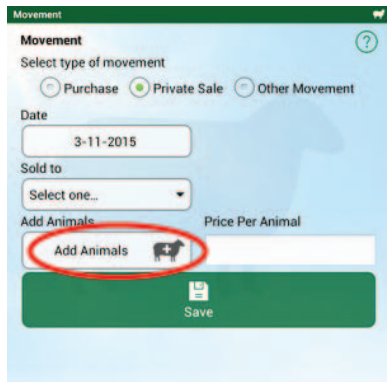 Movement
Movement
?
Select type of movement
Purchase Private Sale Other Movement
Date
3-11-2015
Sold to
Select one...
Add Animals Price Per Animal
Add Animals
Save